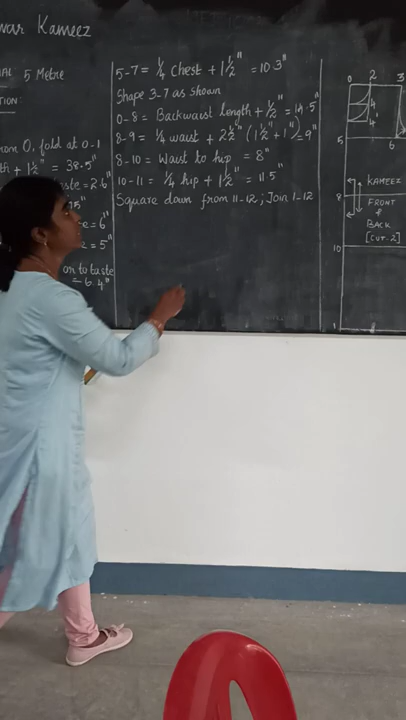 war Kameez
AL 5 Metre
TION:
rom 0, fold at 0-1
th + 1½" = 38.5"
aste = 2.6"
5"
e = 6"
= 5"
or to taste
= 6.4"
5-7 = ¼ chest + 1½" = 10.3"
Shape 3-7 as shown
0-8 = Backwaist length + ½" = 14.5"
8-9 = ¼ waist + 2½" (1½" + 1") = 9"
8-10 = Waist to hip = 8"
10-11 = ¼ hip + 1½" = 11.5"
Square down from 11-12; Join 1-12
0 2 3
4
4"
5 6
8
KAMEEZ
FRONT
&
BACK
[CUT-2]
10
1